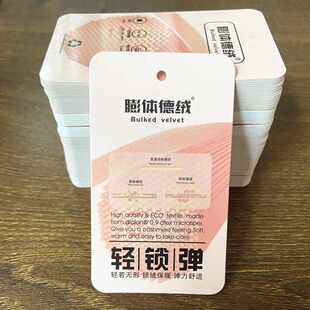 膨体德绒®
Bulked velvet
High quality & ECO textile, made
from dralon® 0.9 dtex microfiber.
Give you a cashmere feeling. Soft,
warm and easy to take care.
轻锁弹
轻若无形·锁绒保暖·弹力舒适